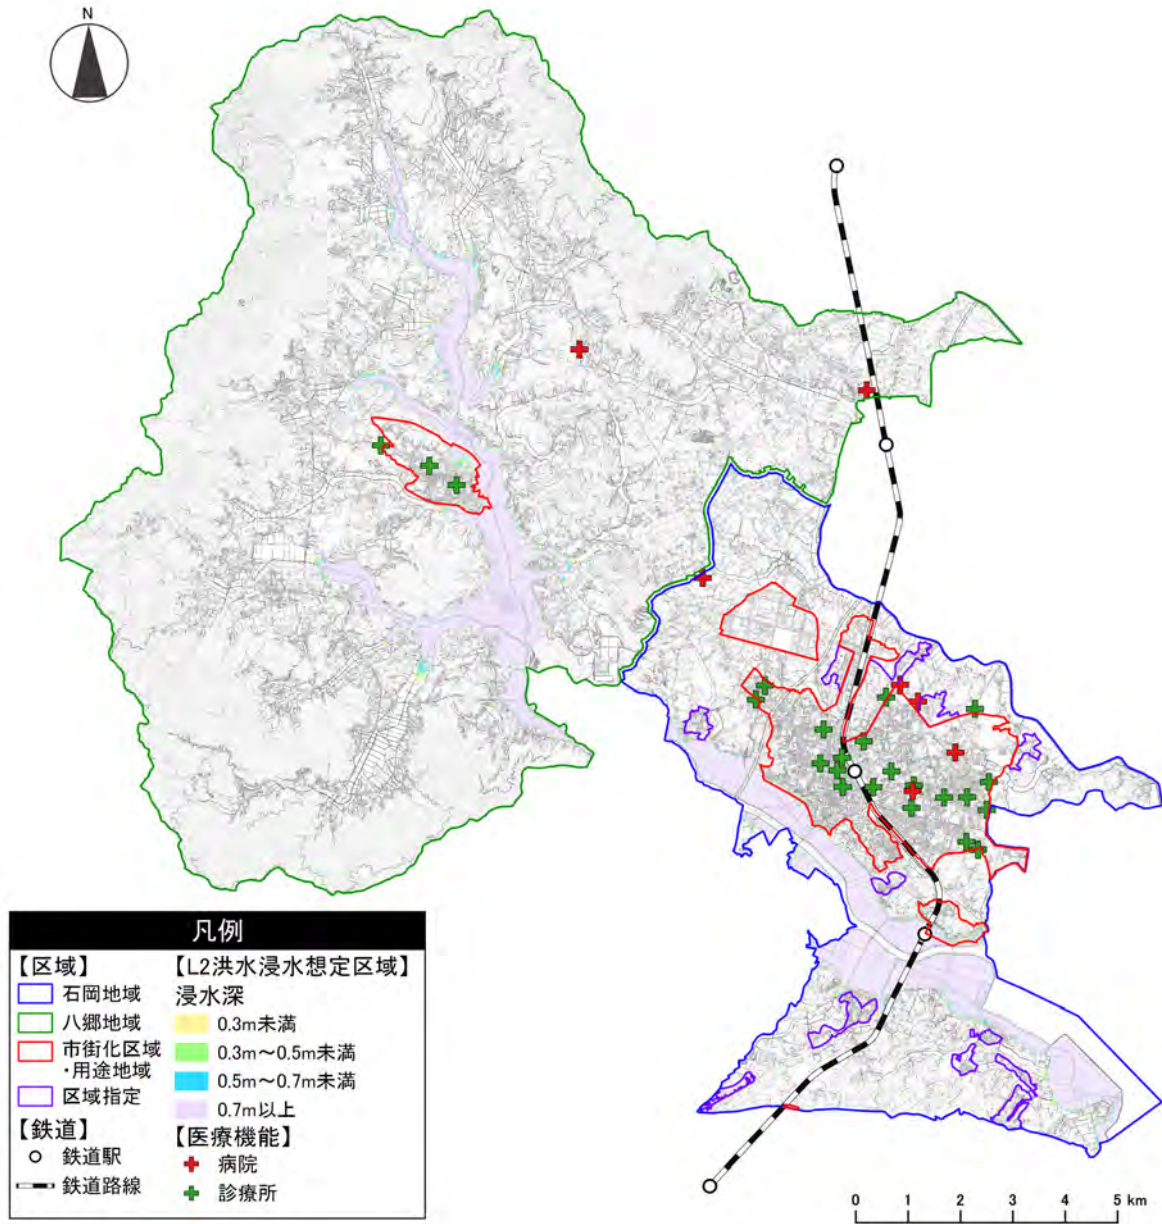 N
凡例
【区域】
石岡地域
八郷地域
市街化区域
・用途地域
区域指定
【鉄道】
鉄道駅
鉄道路線
【L2洪水浸水想定区域】
浸水深
0.3m未満
0.3m～0.5m未満
0.5m～0.7m未満
0.7m以上
【医療機能】
病院
診療所
0 1 2 3 4 5 km